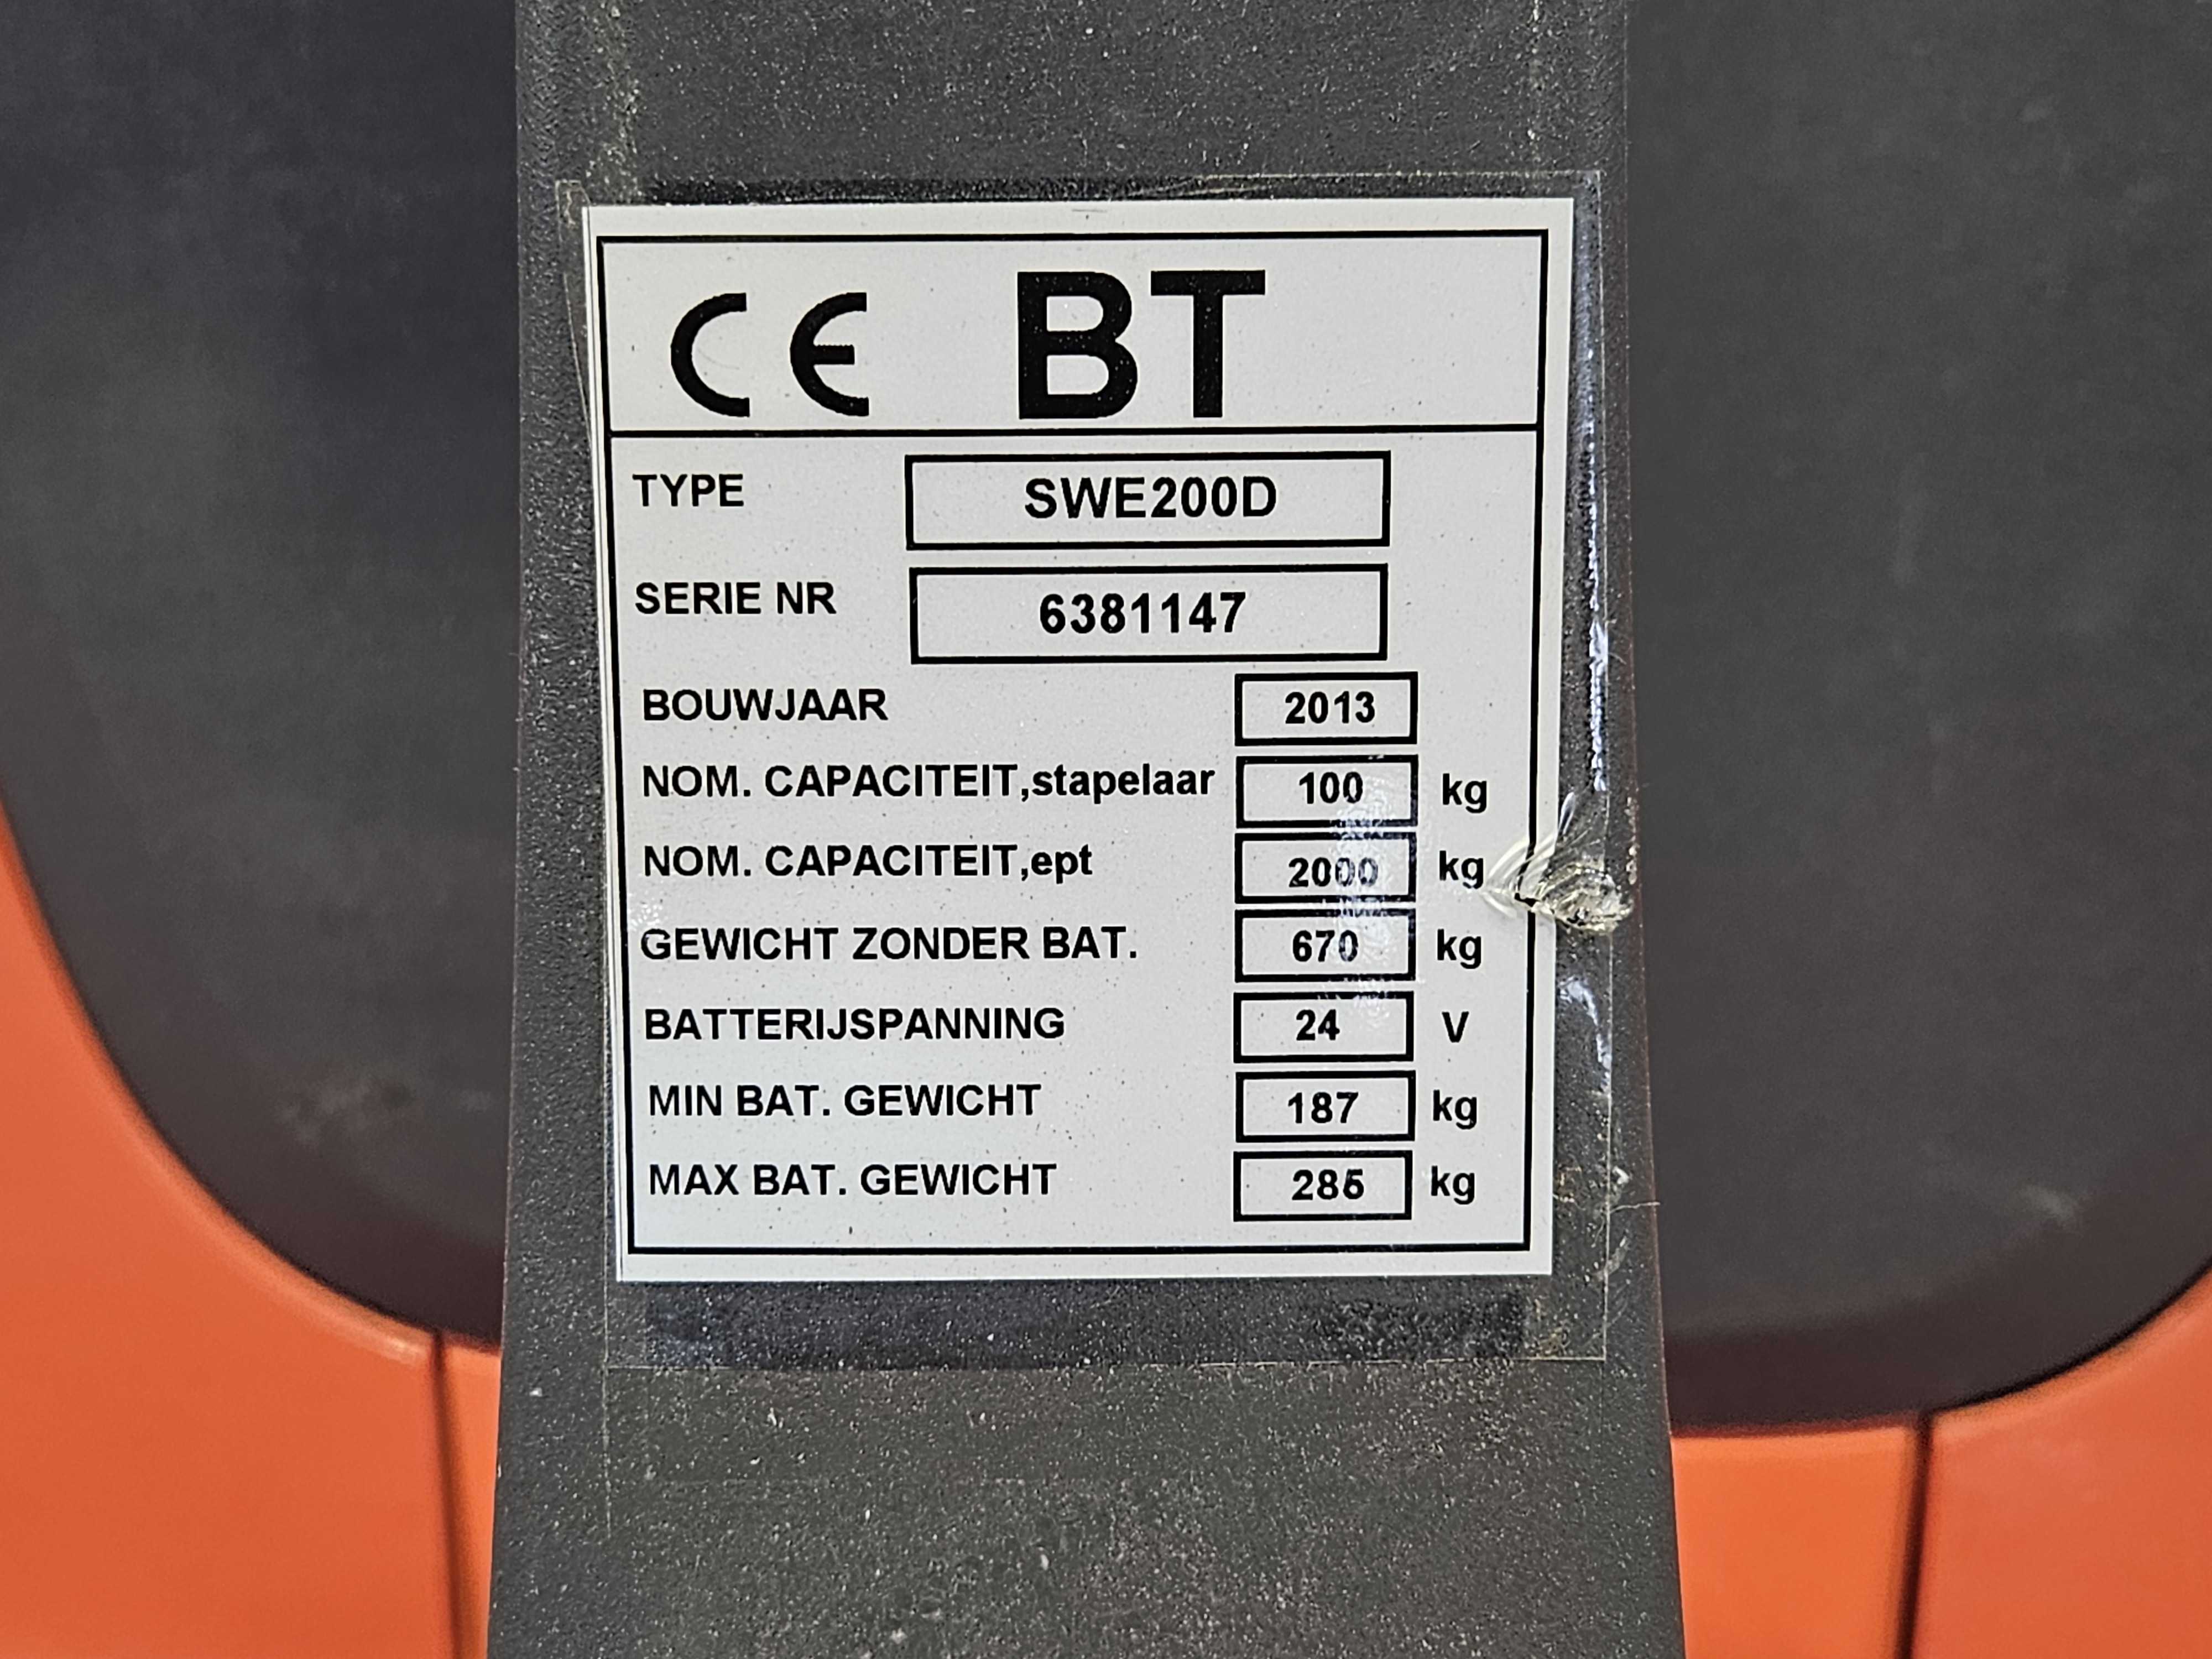 CE BT
TYPE SWE200D
SERIE NR 6381147
BOUWJAAR 2013
NOM. CAPACITEIT,stapelaar 100 kg
NOM. CAPACITEIT,ept 2000 kg
GEWICHT ZONDER BAT. 670 kg
BATTERIJSPANNING 24 V
MIN BAT. GEWICHT 187 kg
MAX BAT. GEWICHT 285 kg